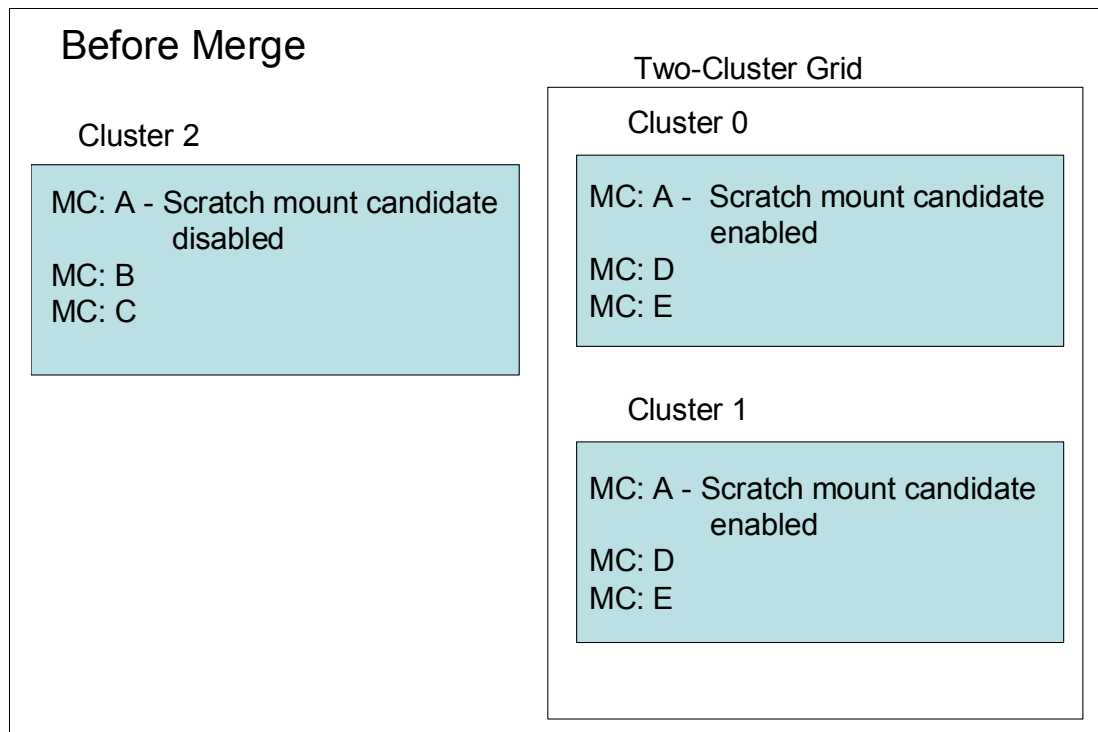 Before Merge
Cluster 2
MC: A - Scratch mount candidate
disabled
MC: B
MC: C
Two-Cluster Grid
Cluster 0
MC: A -  Scratch mount candidate
enabled
MC: D
MC: E
Cluster 1
MC: A - Scratch mount candidate
enabled
MC: D
MC: E